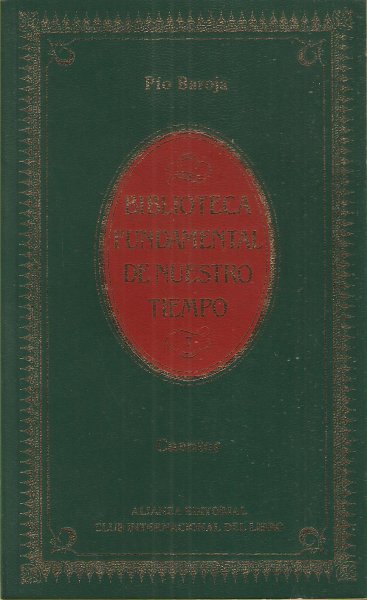 Pío Baroja
BIBLIOTECA
FUNDAMENTAL
DE NUESTRO
TIEMPO
Cuentos
ALIANZA EDITORIAL
CLUB INTERNACIONAL DEL LIBRO